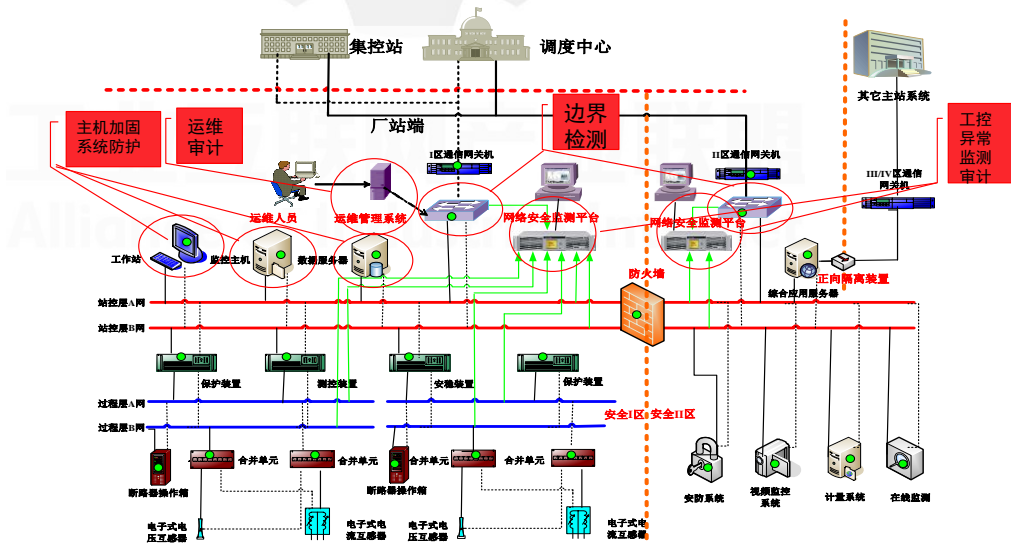 集控站
调度中心
其它主站系统
厂站端
主机加固
系统防护
运维
审计
边界
检测
工控
异常
监测
审计
I区通信网关机
II区通信网关机
III/IV区通信
网关机
运维人员
运维管理系统
网络安全监测平台
网络安全监测平台
工作站
监控主机
数据服务器
防火墙
综合应用服务器
正向隔离装置
站控层A网
站控层B网
保护装置
测控装置
安稳装置
保护装置
过程层A网
过程层B网
安全I区
安全II区
合并单元
合并单元
合并单元
合并单元
断路器操作箱
断路器操作箱
安防系统
视频监控
系统
计量系统
在线监测
电子式电
压互感器
电子式电
流互感器
电子式电
压互感器
电子式电
流互感器